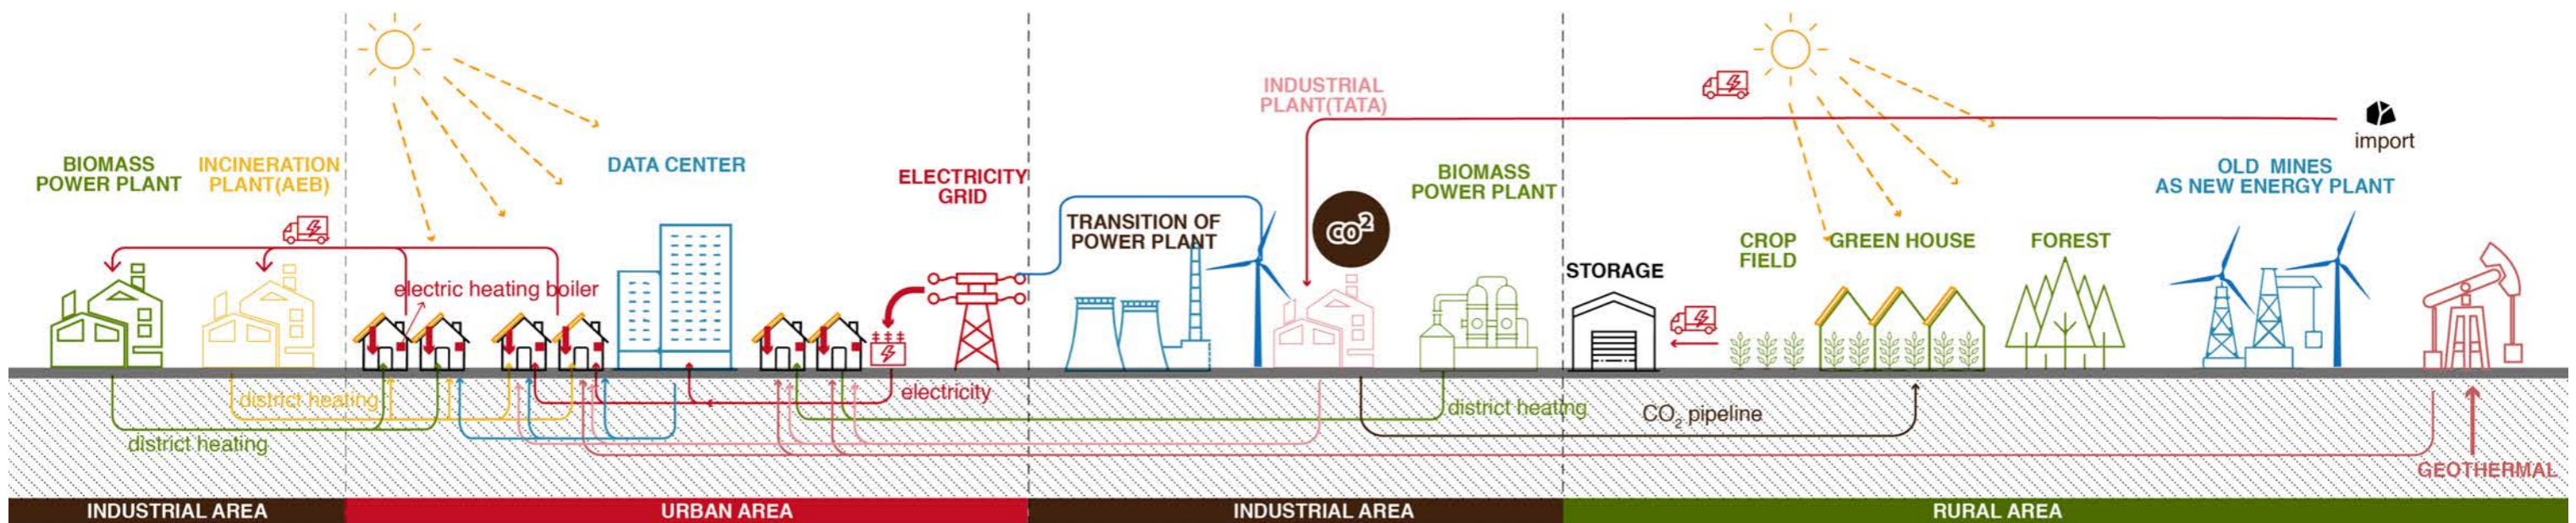 BIOMASS
POWER PLANT
INCINERATION
PLANT(AEB)
district heating
district heating
electric heating boiler
DATA CENTER
ELECTRICITY
GRID
electricity
TRANSITION OF
POWER PLANT
INDUSTRIAL
PLANT(TATA)
CO²
BIOMASS
POWER PLANT
district heating
STORAGE
CO₂ pipeline
CROP
FIELD
GREEN HOUSE
FOREST
import
OLD MINES
AS NEW ENERGY PLANT
GEOTHERMAL
INDUSTRIAL AREA
URBAN AREA
INDUSTRIAL AREA
RURAL AREA